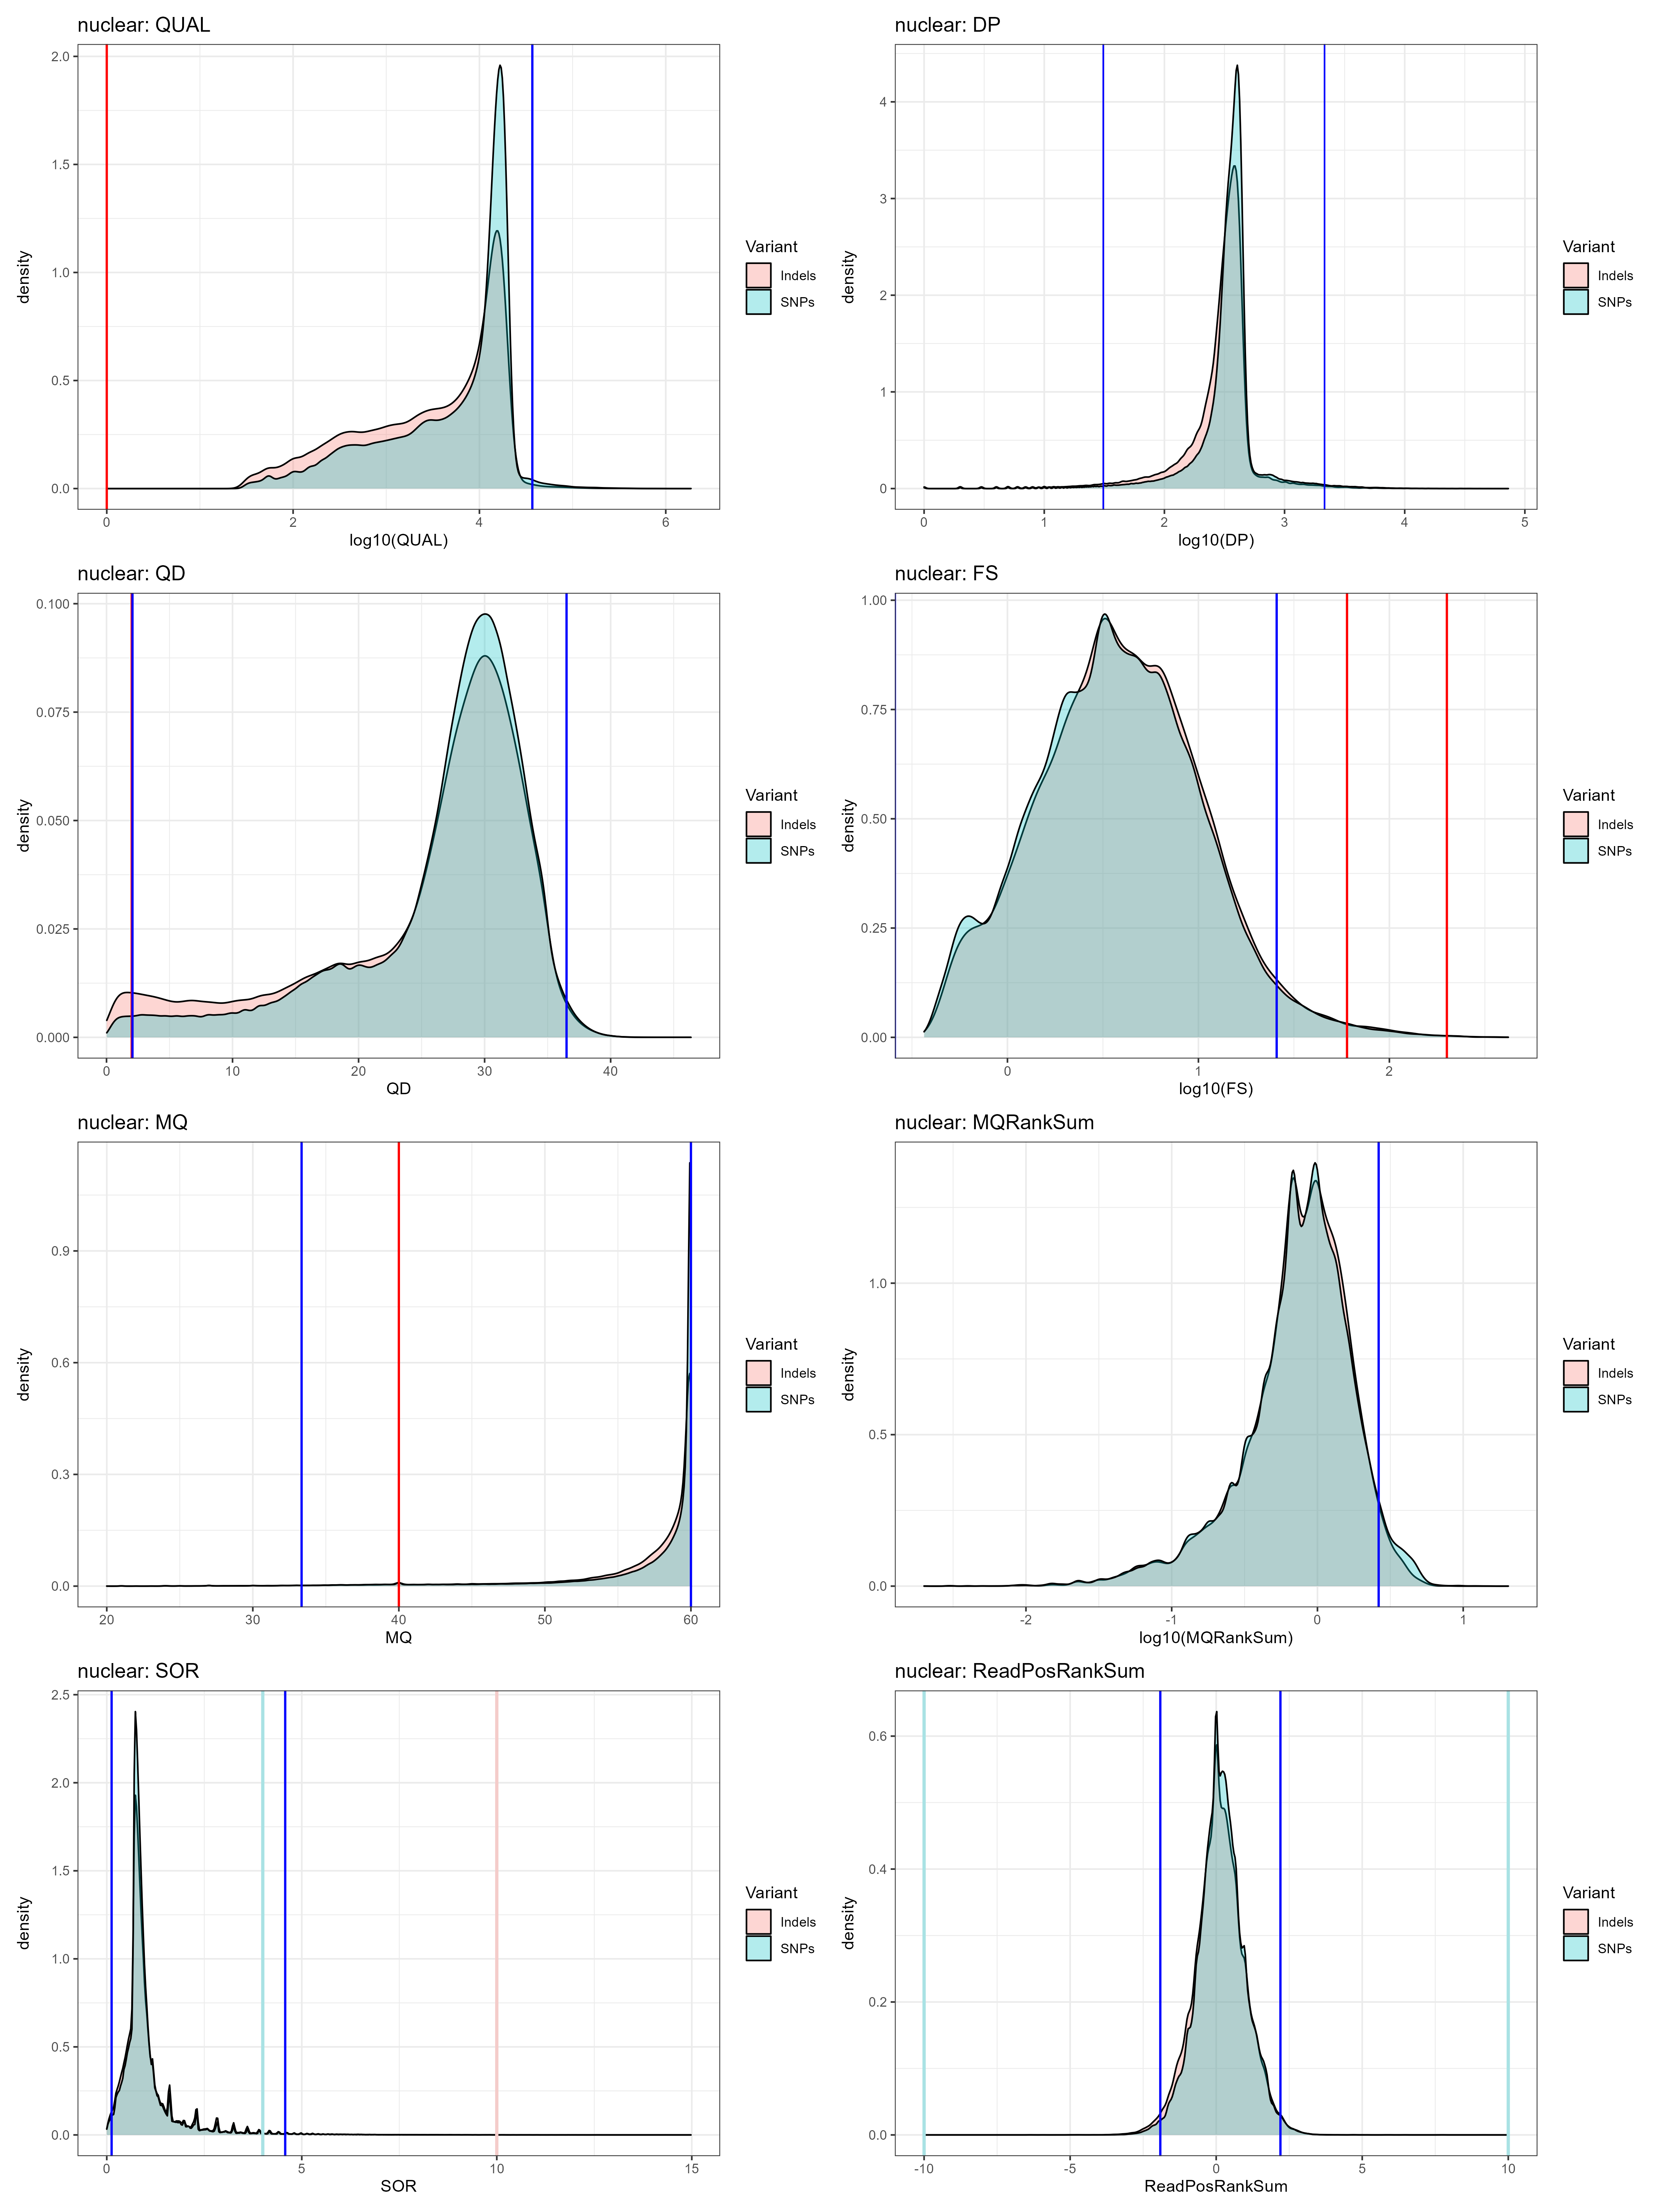 nuclear: QUAL
2.0
1.5
1.0
0.5
0.0
density
0 2 4 6
log10(QUAL)
Variant
Indels
SNPs
nuclear: DP
4
3
2
1
0
density
0 1 2 3 4 5
log10(DP)
Variant
Indels
SNPs
nuclear: QD
0.100
0.075
0.050
0.025
0.000
density
0 10 20 30 40
QD
Variant
Indels
SNPs
nuclear: FS
1.00
0.75
0.50
0.25
0.00
density
0 1 2
log10(FS)
Variant
Indels
SNPs
nuclear: MQ
0.9
0.6
0.3
0.0
density
20 30 40 50 60
MQ
Variant
Indels
SNPs
nuclear: MQRankSum
1.0
0.5
0.0
density
-2 -1 0 1
log10(MQRankSum)
Variant
Indels
SNPs
nuclear: SOR
2.5
2.0
1.5
1.0
0.5
0.0
density
0 5 10 15
SOR
Variant
Indels
SNPs
nuclear: ReadPosRankSum
0.6
0.4
0.2
0.0
density
-10 -5 0 5 10
ReadPosRankSum
Variant
Indels
SNPs